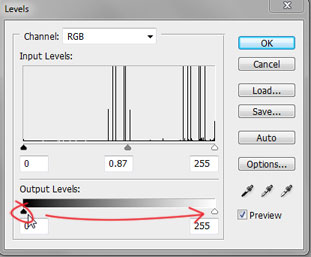 Levels
Channel: RGB
OK
Input Levels:
Cancel
Load...
Save...
Auto
0 0.87 255
Options...
Output Levels:
Preview
0 255